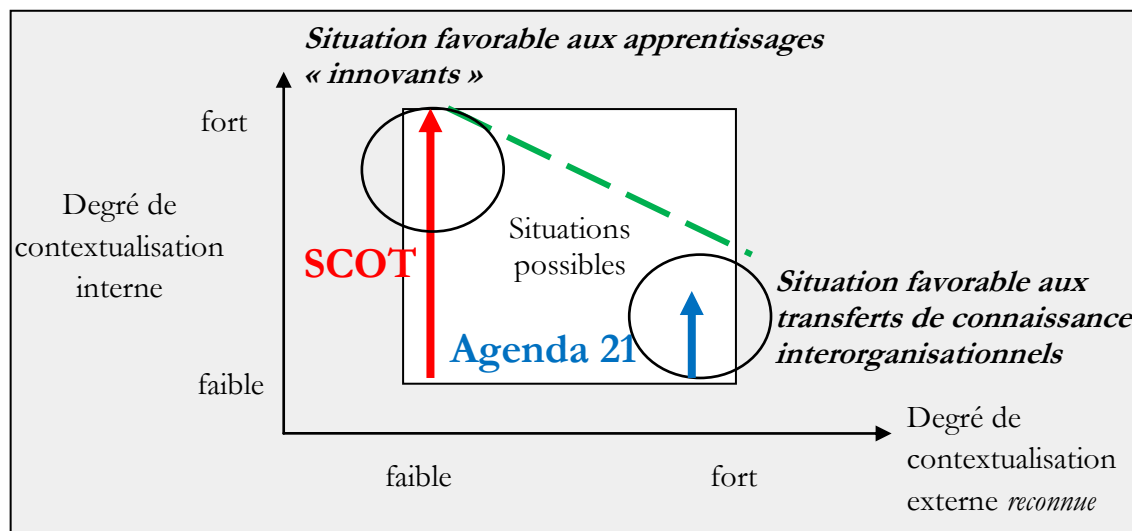 Situation favorable aux apprentissages
« innovants »
fort
Degré de
contextualisation
interne
Situations
possibles
SCOT
Situation favorable aux
transferts de connaissance
interorganisationnels
Agenda 21
faible
Degré de
contextualisation
externe reconnue
faible
fort